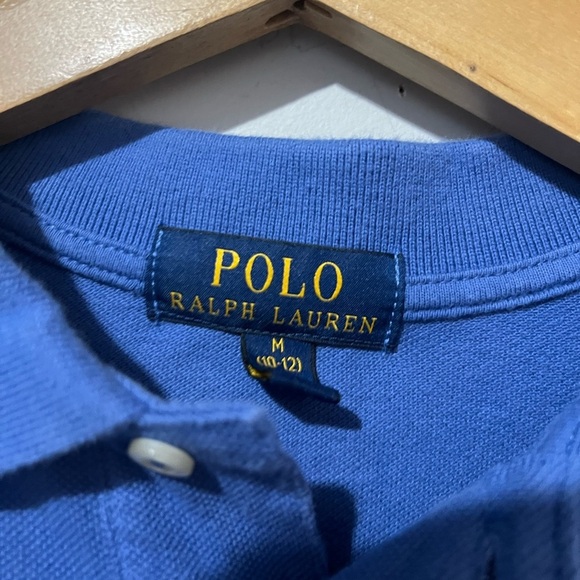 POLO
RALPH LAUREN
M
(10-12)